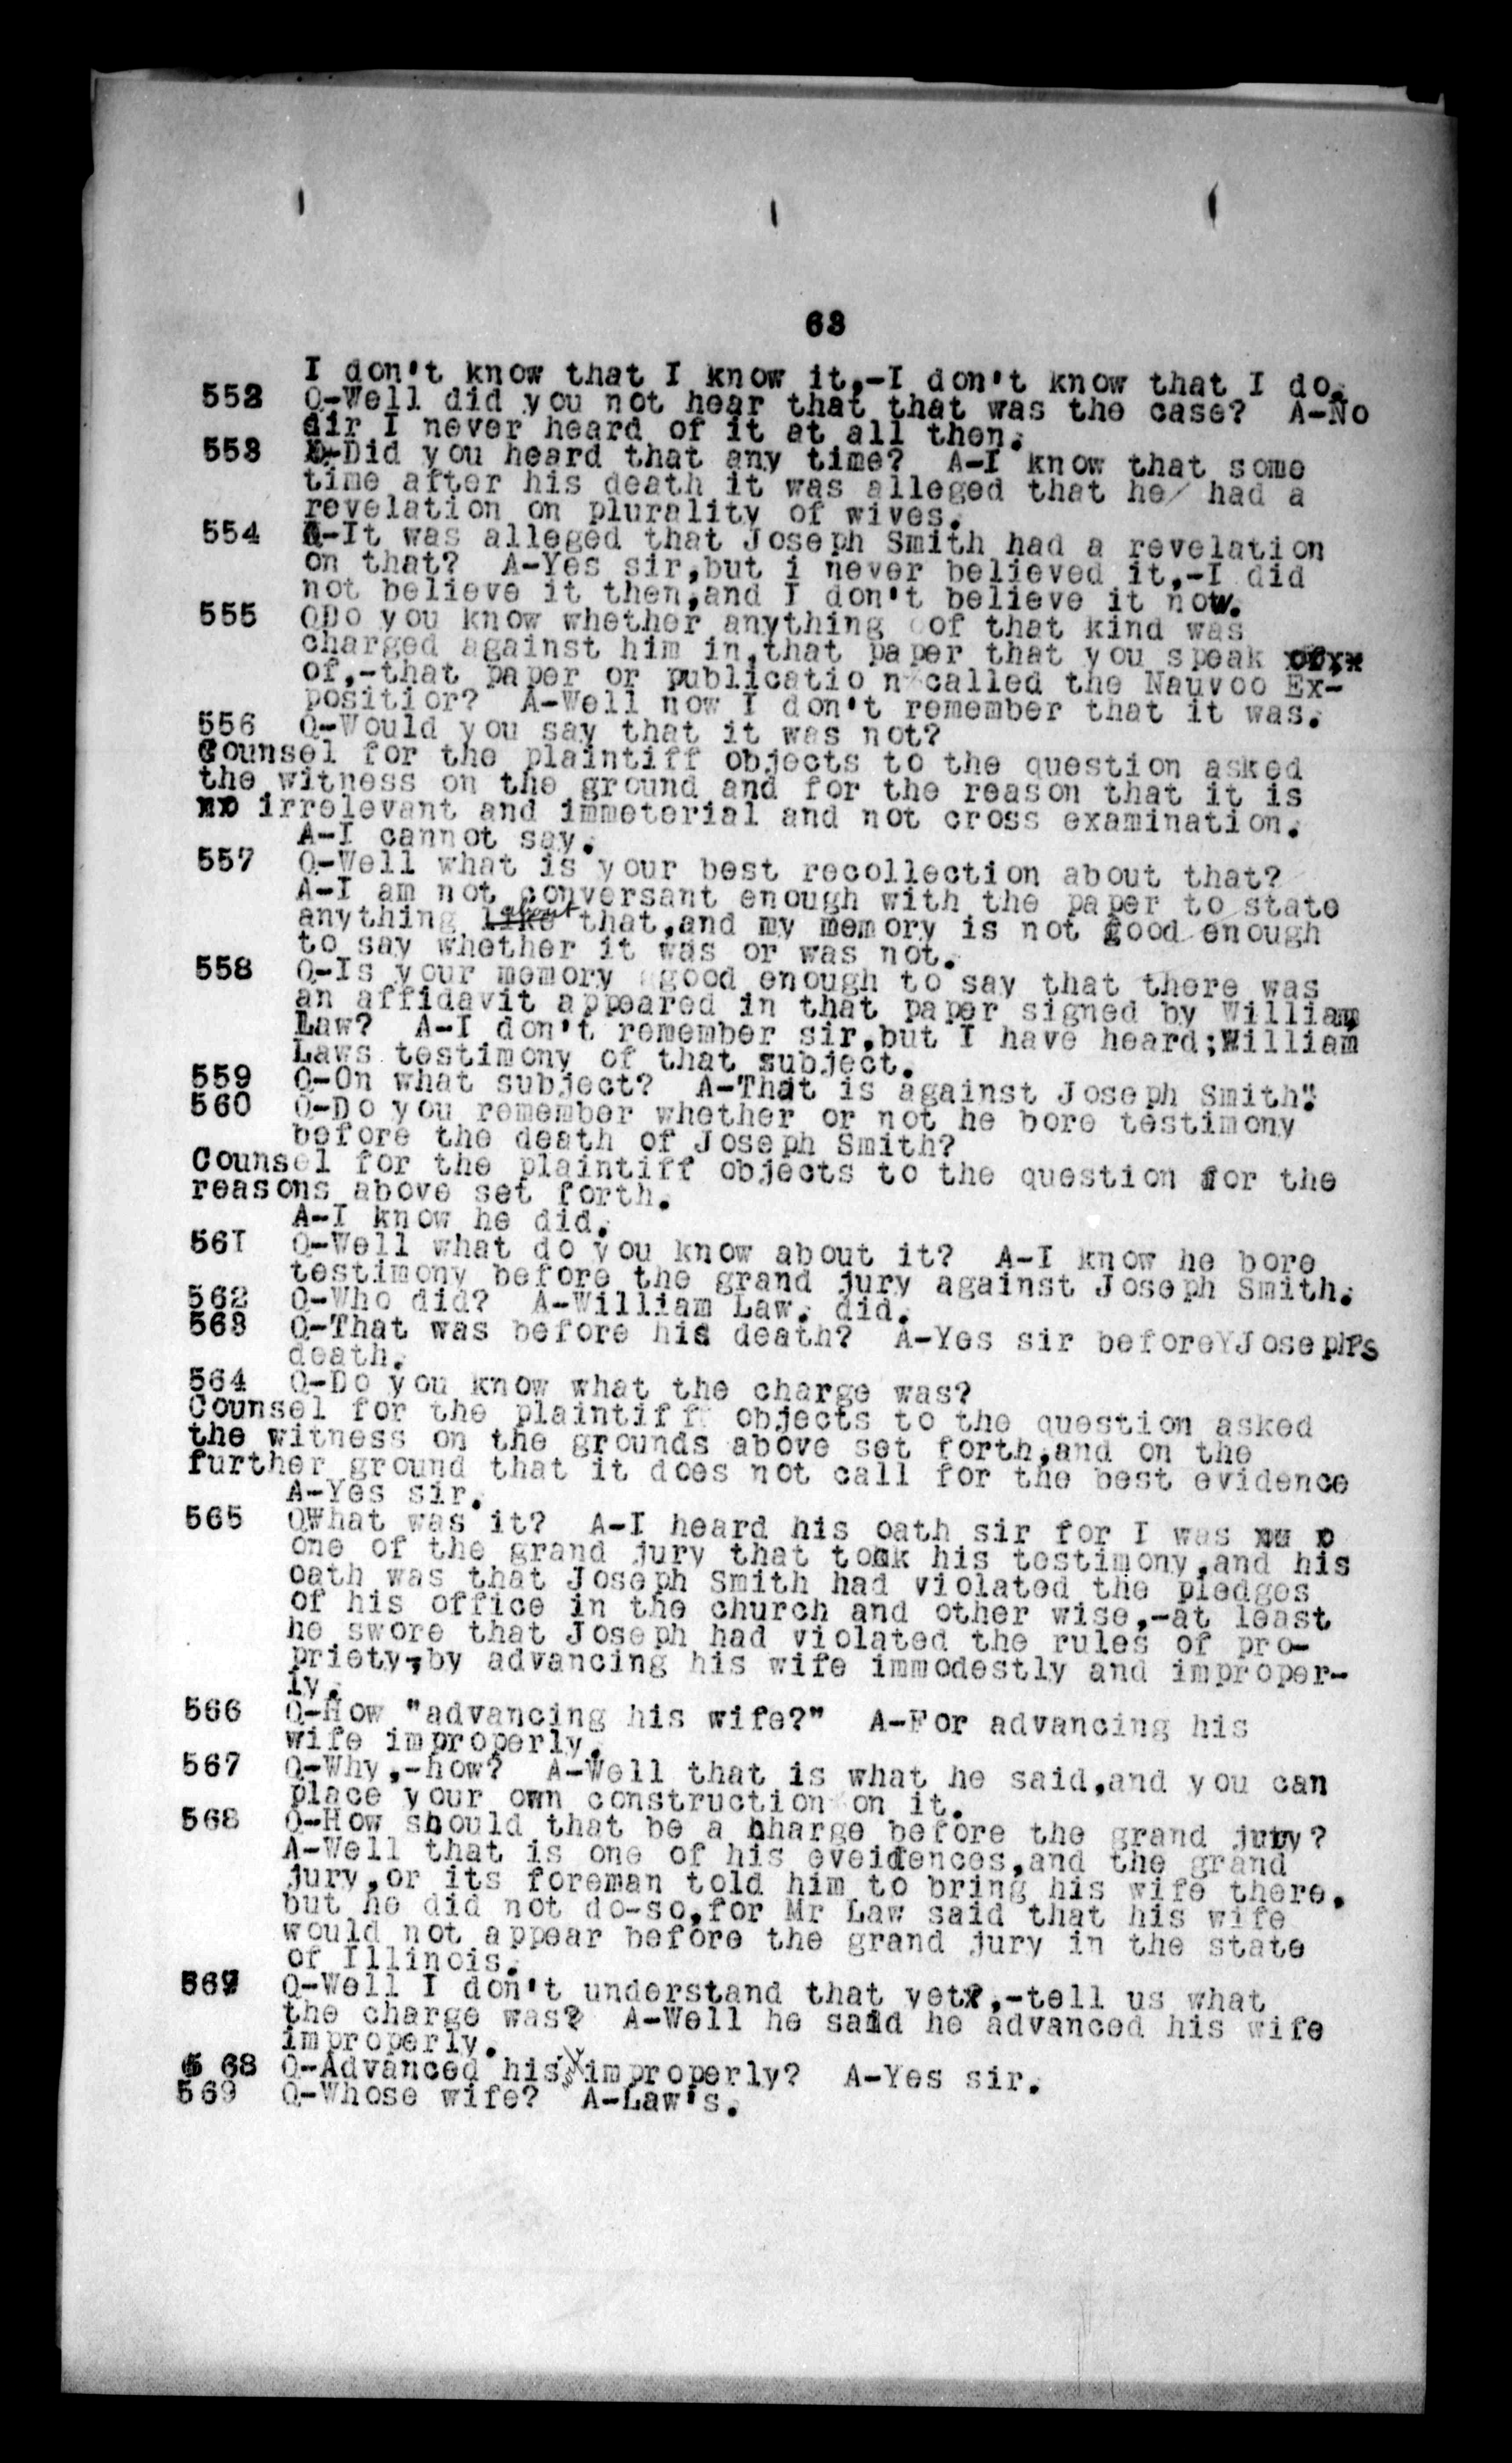 63
I don't know that I know it,-I don't know that I do.
552 Q-Well did you not hear that that was the case? A-No
sir I never heard of it at all then.
553 Q-Did you heard that any time? A-I know that some
time after his death it was alleged that he/ had a
revelation on plurality of wives.
554 Q-It was alleged that Joseph Smith had a revelation
on that? A-Yes sir,but i never believed it,-I did
not believe it then,and I don't believe it now.
555 QDo you know whether anything of that kind was
charged against him in,that paper that you speak
of,-that paper or publicatio n called the Nauvoo Ex-
positior? A-Well now I don't remember that it was.
556 Q-Would you say that it was not?
Counsel for the plaintiff objects to the question asked
the witness on the ground and for the reason that it is
irrelevant and immeterial and not cross examination.
A-I cannot say.
557 Q-Well what is your best recollection about that?
A-I am not conversant enough with the paper to state
anything like about that,and my memory is not good enough
to say whether it was or was not.
558 Q-Is your memory good enough to say that there was
an affidavit appeared in that paper signed by William
Law? A-I don't remember sir,but I have heard;William
Laws testimony of that subject.
559 Q-On what subject? A-That is against Joseph Smith":
560 Q-Do you remember whether or not he bore testimony
before the death of Joseph Smith?
Counsel for the plaintiff objects to the question for the
reasons above set forth.
A-I know he did.
561 Q-Well what do you know about it? A-I know he bore
testimony before the grand jury against Joseph Smith.
562 Q-Who did? A-William Law. did.
563 Q-That was before his death? A-Yes sir beforeYJoseph's
death.
564 Q-Do you know what the charge was?
Counsel for the plaintiff objects to the question asked
the witness on the grounds above set forth,and on the
further ground that it does not call for the best evidence
A-Yes sir.
565 QWhat was it? A-I heard his oath sir for I was
one of the grand jury that took his testimony,and his
oath was that Joseph Smith had violated the pledges
of his office in the church and other wise,-at least
he swore that Joseph had violated the rules of pro-
priety,by advancing his wife immodestly and improper-
ly.
566 Q-How "advancing his wife?" A-For advancing his
wife improperly.
567 Q-Why,-how? A-Well that is what he said,and you can
place your own construction on it.
568 Q-How should that be a charge before the grand jury?
A-Well that is one of his eveidences,and the grand
jury,or its foreman told him to bring his wife there,
but he did not do-so,for Mr Law said that his wife
would not appear before the grand jury in the state
of Illinois.
567 Q-Well I don't understand that yet?,-tell us what
the charge was? A-Well he said he advanced his wife
improperly.
5 68 Q-Advanced his improperly? A-Yes sir.
569 Q-Whose wife? A-Law's.